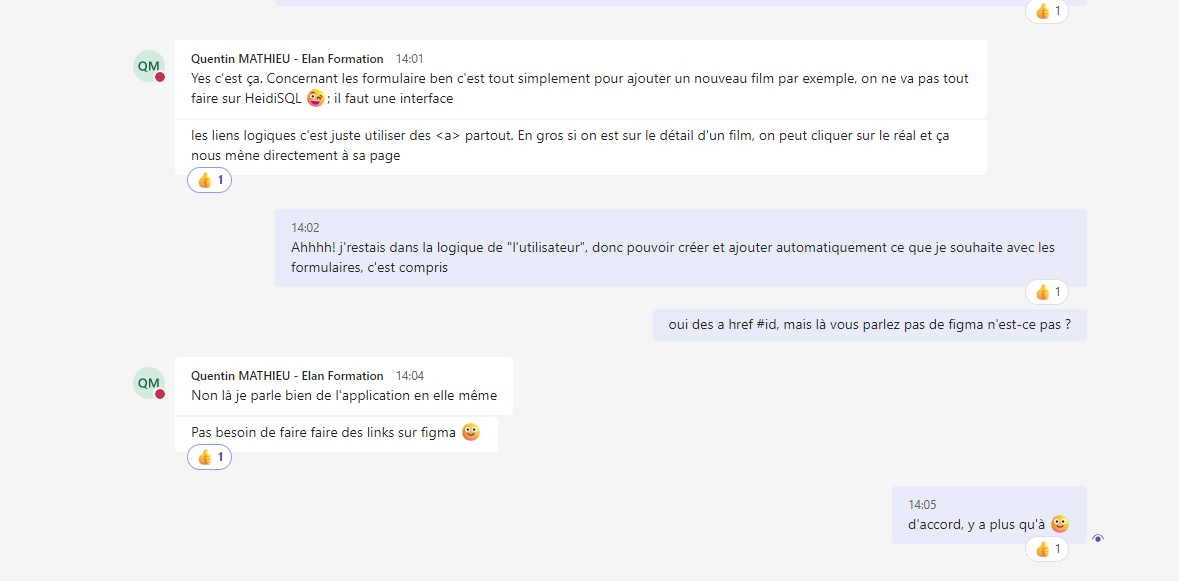 1
QM
Quentin MATHIEU - Elan Formation 14:01
Yes c'est ça. Concernant les formulaire ben c'est tout simplement pour ajouter un nouveau film par exemple, on ne va pas tout
faire sur HeidiSQL 😜 ; il faut une interface
les liens logiques c'est juste utiliser des <a> partout. En gros si on est sur le détail d'un film, on peut cliquer sur le réal et ça
nous mène directement à sa page
1
14:02
Ahhhh! j'restais dans la logique de "l'utilisateur", donc pouvoir créer et ajouter automatiquement ce que je souhaite avec les
formulaires, c'est compris
1
oui des a href #id, mais là vous parlez pas de figma n'est-ce pas ?
QM
Quentin MATHIEU - Elan Formation 14:04
Non là je parle bien de l'application en elle même
Pas besoin de faire faire des links sur figma 🙂
1
14:05
d'accord, y a plus qu'à 🙂
1